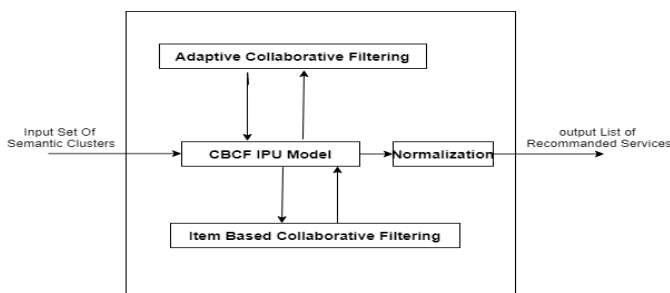 Adaptive Collaborative Filtering
Input Set Of
Semantic Clusters
CBCF IPU Model
Normalization
output List of
Recommanded Services
Item Based Collaborative Filtering